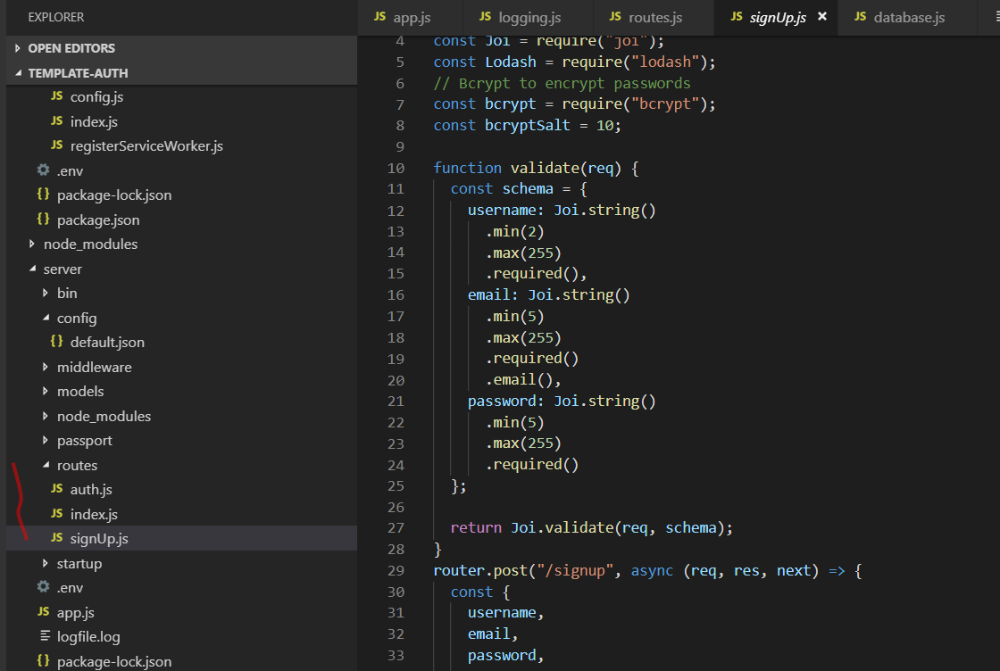 EXPLORER
OPEN EDITORS
TEMPLATE-AUTH
JS config.js
JS index.js
JS registerServiceWorker.js
.env
{} package-lock.json
{} package.json
node_modules
server
bin
config
{} default.json
middleware
models
node_modules
passport
routes
JS auth.js
JS index.js
JS signUp.js
startup
.env
JS app.js
logfile.log
{} package-lock.json
JS app.js JS logging.js JS routes.js JS signUp.js × JS database.js
4 const Joi = require("joi");
5 const Lodash = require("lodash");
6 // Bcrypt to encrypt passwords
7 const bcrypt = require("bcrypt");
8 const bcryptSalt = 10;
9
10 function validate(req) {
11 const schema = {
12 username: Joi.string()
13 .min(2)
14 .max(255)
15 .required(),
16 email: Joi.string()
17 .min(5)
18 .max(255)
19 .required()
20 .email(),
21 password: Joi.string()
22 .min(5)
23 .max(255)
24 .required()
25 };
26
27 return Joi.validate(req, schema);
28 }
29 router.post("/signup", async (req, res, next) => {
30 const {
31 username,
32 email,
33 password,